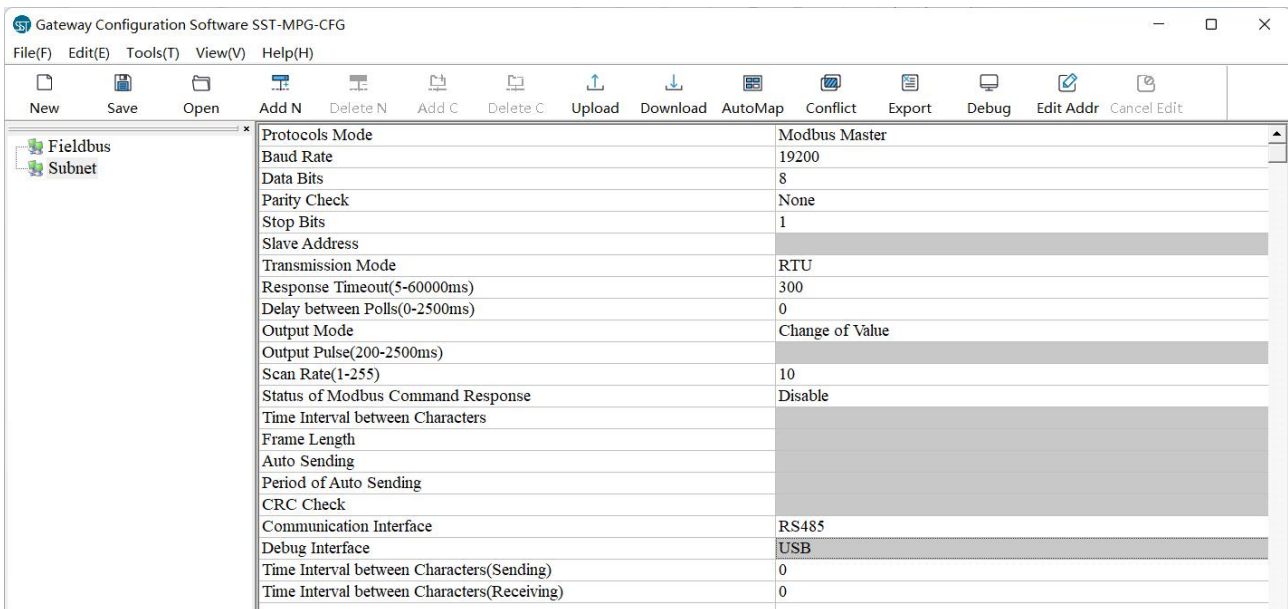 SST Gateway Configuration Software SST-MPG-CFG
File(F) Edit(E) Tools(T) View(V) Help(H)
New Save Open Add N Delete N Add C Delete C Upload Download AutoMap Conflict Export Debug Edit Addr Cancel Edit
Fieldbus
Subnet
Protocols Mode Modbus Master
Baud Rate 19200
Data Bits 8
Parity Check None
Stop Bits 1
Slave Address
Transmission Mode RTU
Response Timeout(5-60000ms) 300
Delay between Polls(0-2500ms) 0
Output Mode Change of Value
Output Pulse(200-2500ms)
Scan Rate(1-255) 10
Status of Modbus Command Response Disable
Time Interval between Characters
Frame Length
Auto Sending
Period of Auto Sending
CRC Check
Communication Interface RS485
Debug Interface USB
Time Interval between Characters(Sending) 0
Time Interval between Characters(Receiving) 0